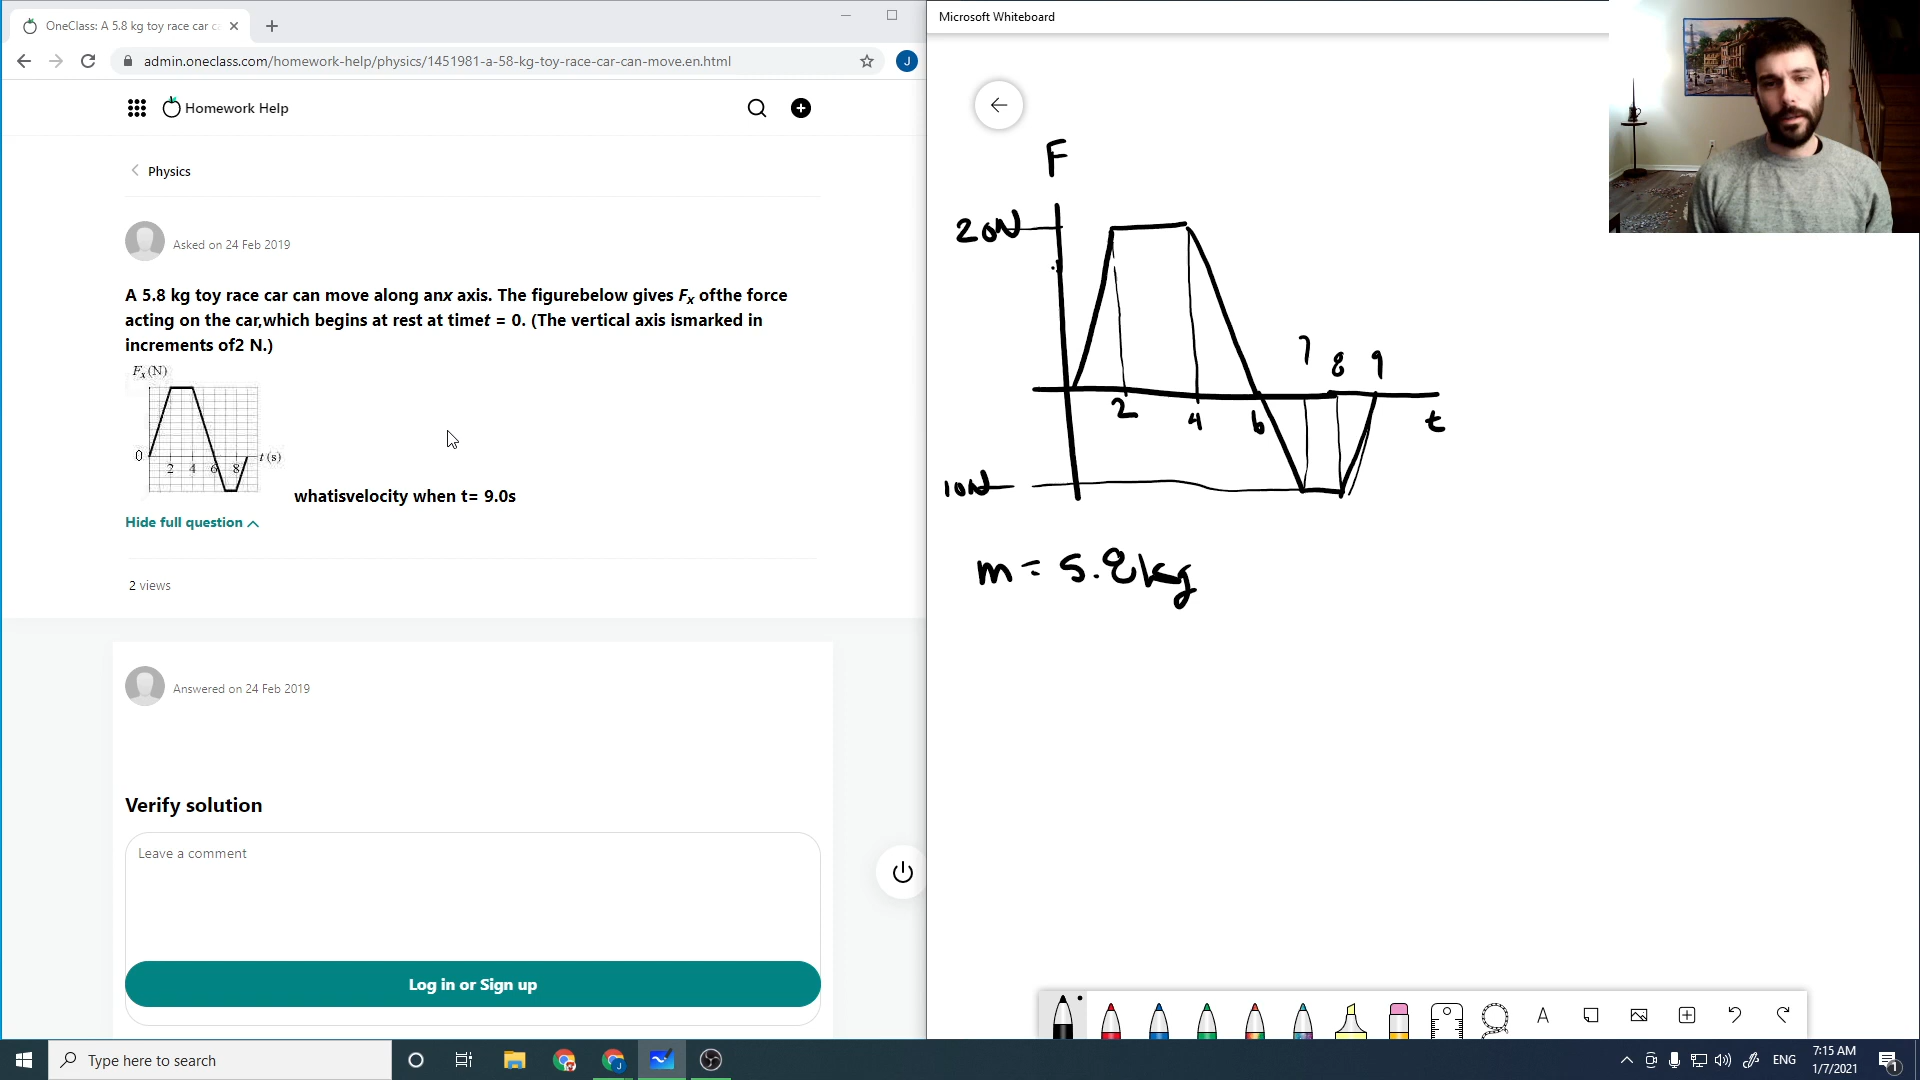 OneClass: A 5.8 kg toy race car ca
Microsoft Whiteboard
admin.oneclass.com/homework-help/physics/1451981-a-58-kg-toy-race-car-can-move.en.html
J
Homework Help
Physics
Asked on 24 Feb 2019
A 5.8 kg toy race car can move along anx axis. The figurebelow gives Fx ofthe force
acting on the car,which begins at rest at timet = 0. (The vertical axis ismarked in
increments of2 N.)
Fx (N)
0
2 4 6 8
t (s)
whatisvelocity when t= 9.0s
Hide full question
2 views
Answered on 24 Feb 2019
Verify solution
Leave a comment
Log in or Sign up
F
20N
7 8 9
2 4 6
t
10N
m = 5.8kg
A
Type here to search
J
ENG
7:15 AM
1/7/2021
1